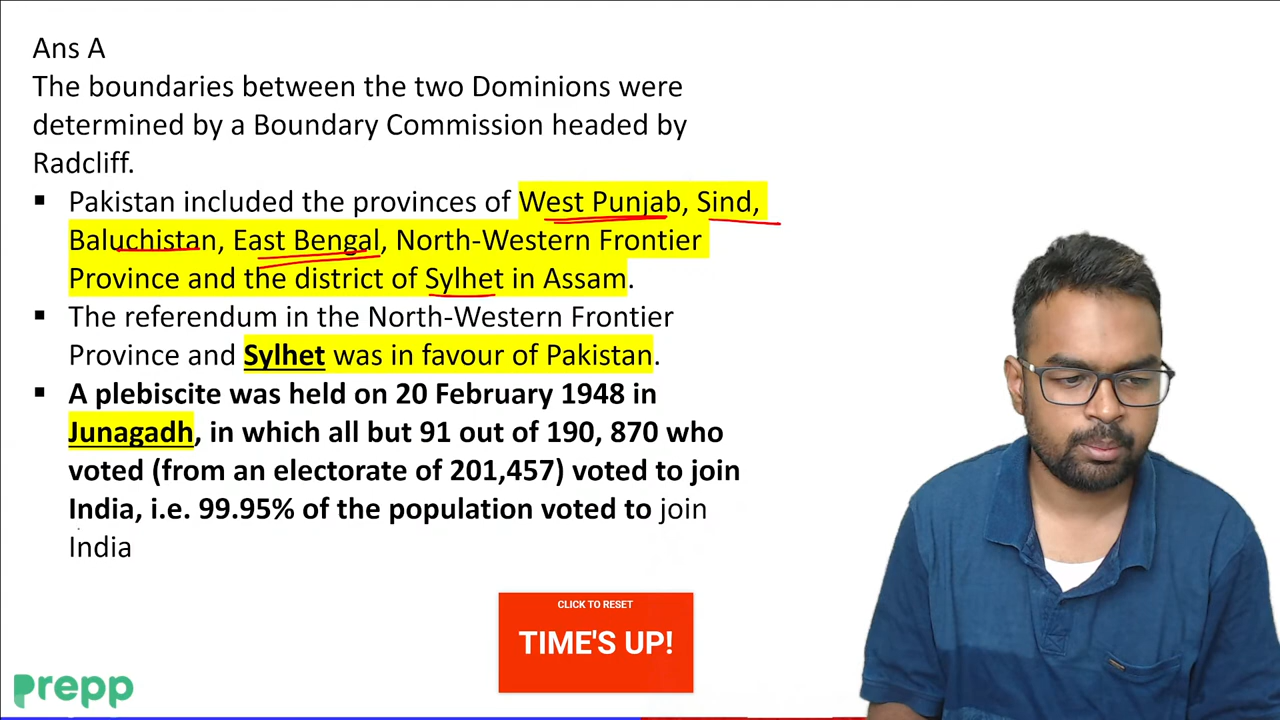 Ans A
The boundaries between the two Dominions were
determined by a Boundary Commission headed by
Radcliff.
▪ Pakistan included the provinces of West Punjab, Sind,
Baluchistan, East Bengal, North-Western Frontier
Province and the district of Sylhet in Assam.
▪ The referendum in the North-Western Frontier
Province and Sylhet was in favour of Pakistan.
▪ A plebiscite was held on 20 February 1948 in
Junagadh, in which all but 91 out of 190, 870 who
voted (from an electorate of 201,457) voted to join
India, i.e. 99.95% of the population voted to join
India
CLICK TO RESET
TIME'S UP!
prepp